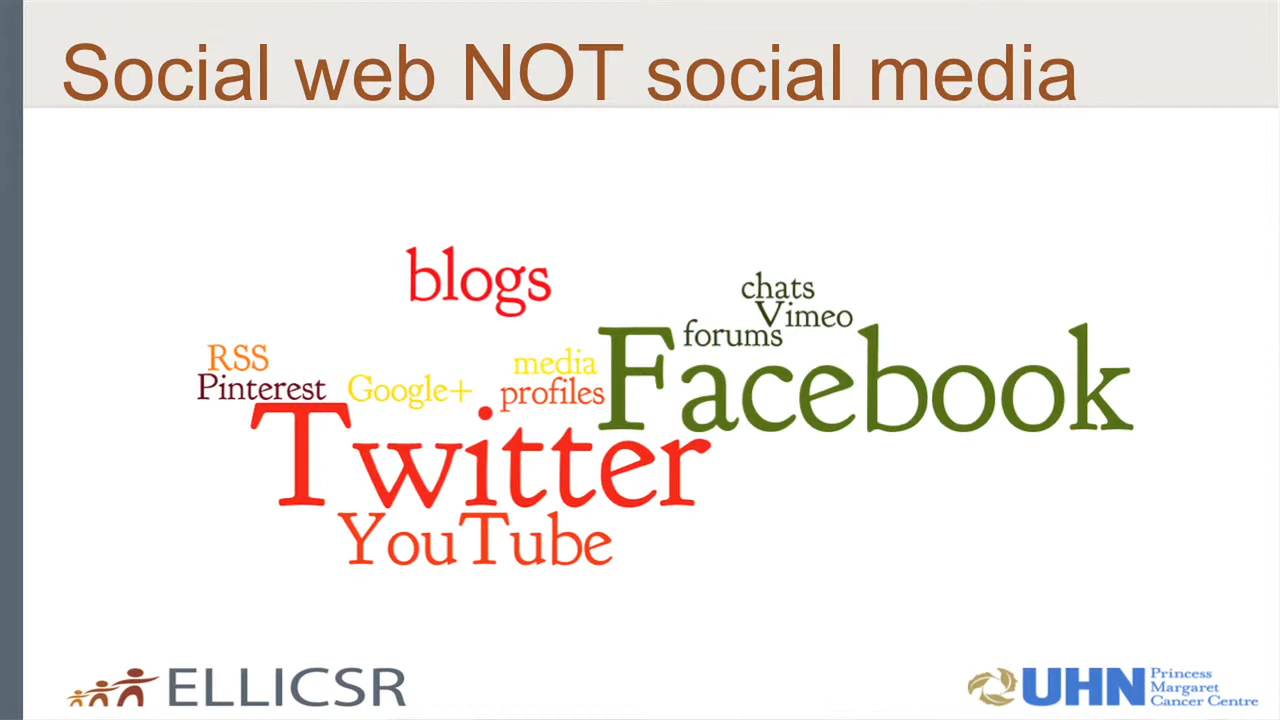 Social web NOT social media
blogs
chats
Vimeo
forums
RSS
media
Pinterest
Google+
profiles
Facebook
Twitter
YouTube
ELLICSR
UHN
Princess
Margaret
Cancer Centre